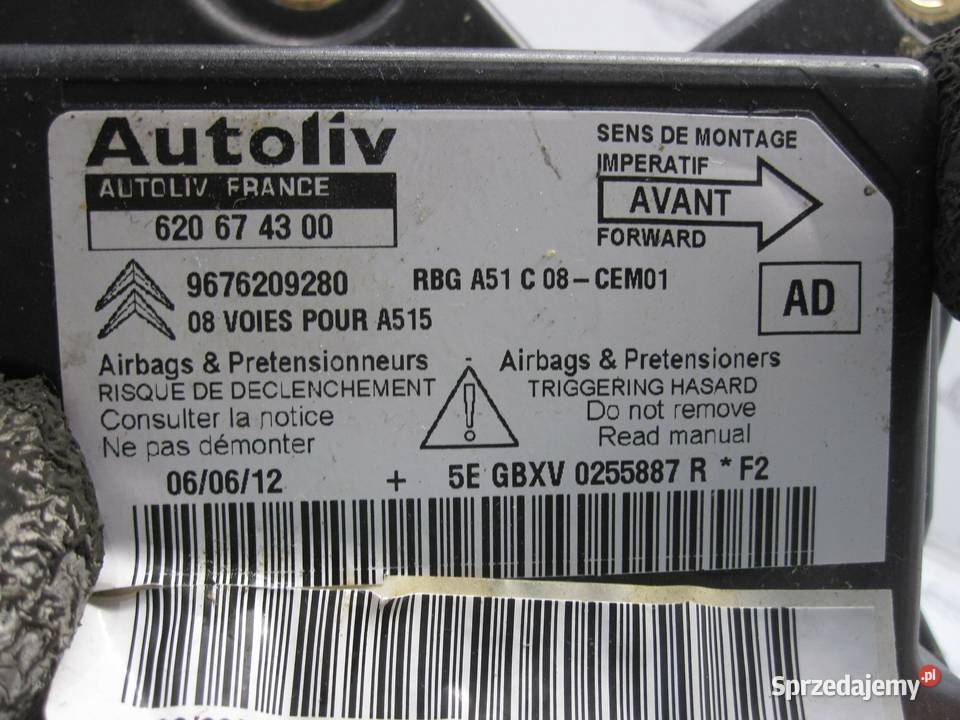 Autoliv
AUTOLIV FRANCE
620 67 43 00
SENS DE MONTAGE
IMPERATIF
AVANT
FORWARD
9676209280
RBG A51 C 08-CEM01
08 VOIES POUR A515
AD
Airbags & Pretensionneurs
RISQUE DE DECLENCHEMENT
Consulter la notice
Ne pas démonter
Airbags & Pretensioners
TRIGGERING HASARD
Do not remove
Read manual
!
06/06/12 + 5E GBXV 0255887 R * F2
Sprzedajemy.pl